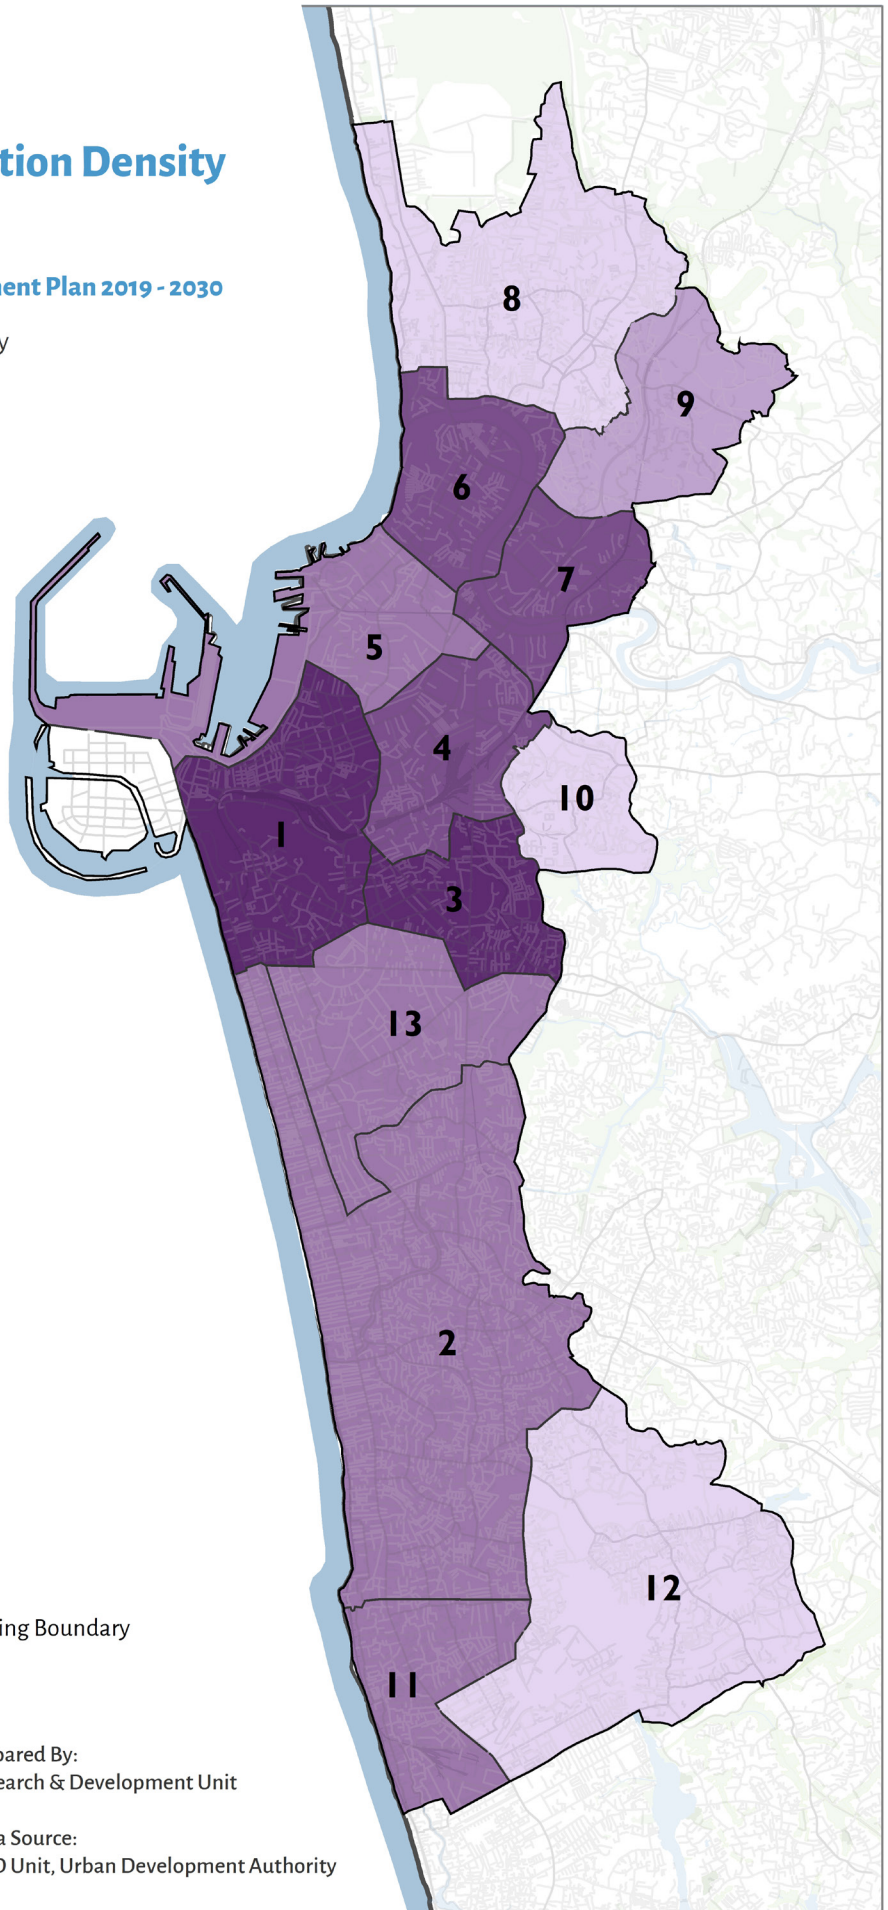 tion Density
nent Plan 2019 - 2030
y
8
9
6
7
5
4
10
1
3
13
2
12
ing Boundary
11
pared By:
earch & Development Unit
a Source:
D Unit, Urban Development Authority